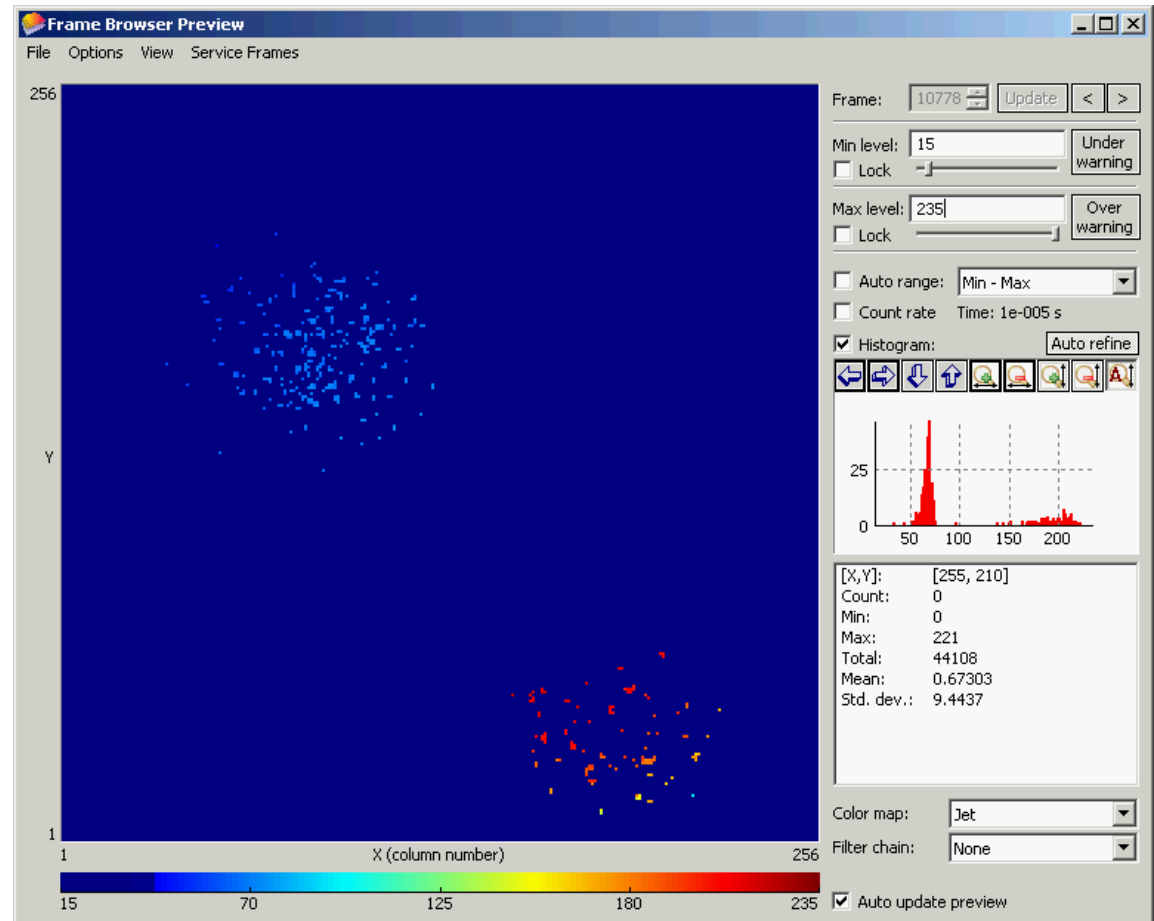 Frame Browser Preview
File Options View Service Frames
256
Y
1
1 X (column number) 256
15 70 125 180 235
Frame: 10778 Update < >
Min level: 15 Under warning
Lock
Max level: 235 Over warning
Lock
Auto range: Min - Max
Count rate Time: 1e-005 s
Histogram: Auto refine
A
25
0
50 100 150 200
[X,Y]: [255, 210]
Count: 0
Min: 0
Max: 221
Total: 44108
Mean: 0.67303
Std. dev.: 9.4437
Color map: Jet
Filter chain: None
Auto update preview